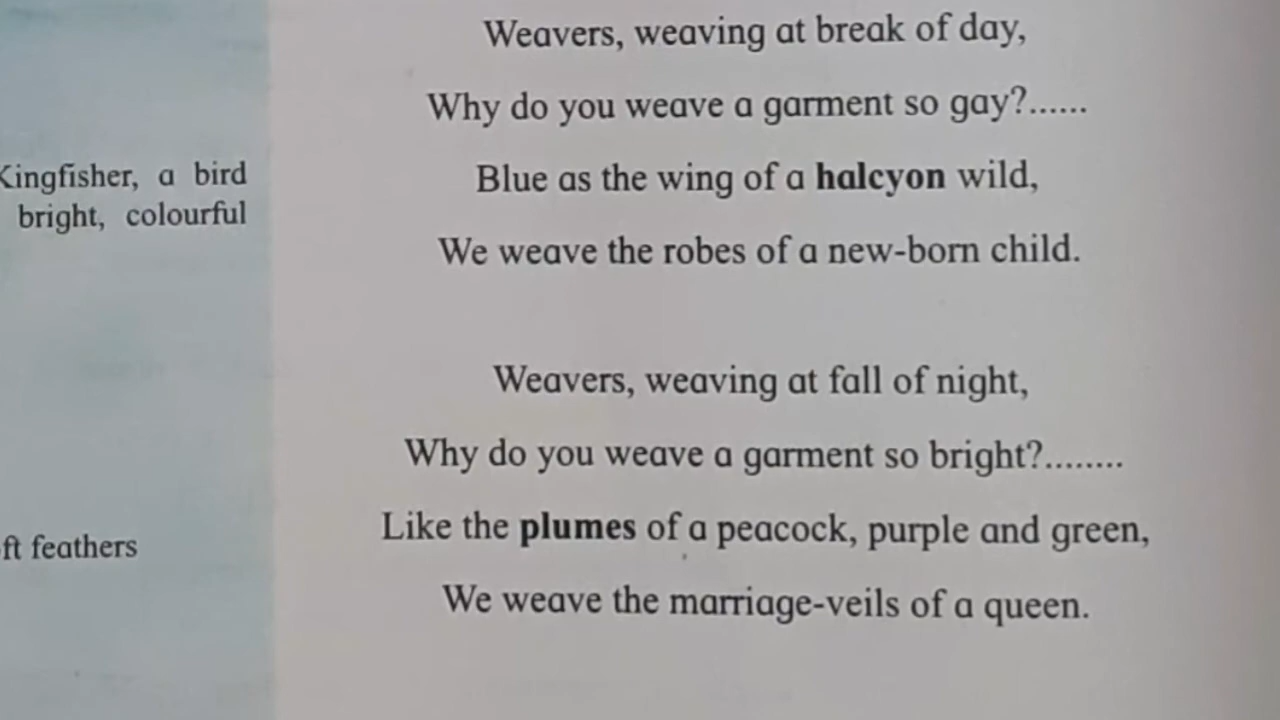 Kingfisher, a bird
bright, colourful
ft feathers
Weavers, weaving at break of day,
Why do you weave a garment so gay?......
Blue as the wing of a halcyon wild,
We weave the robes of a new-born child.
Weavers, weaving at fall of night,
Why do you weave a garment so bright?........
Like the plumes of a peacock, purple and green,
We weave the marriage-veils of a queen.